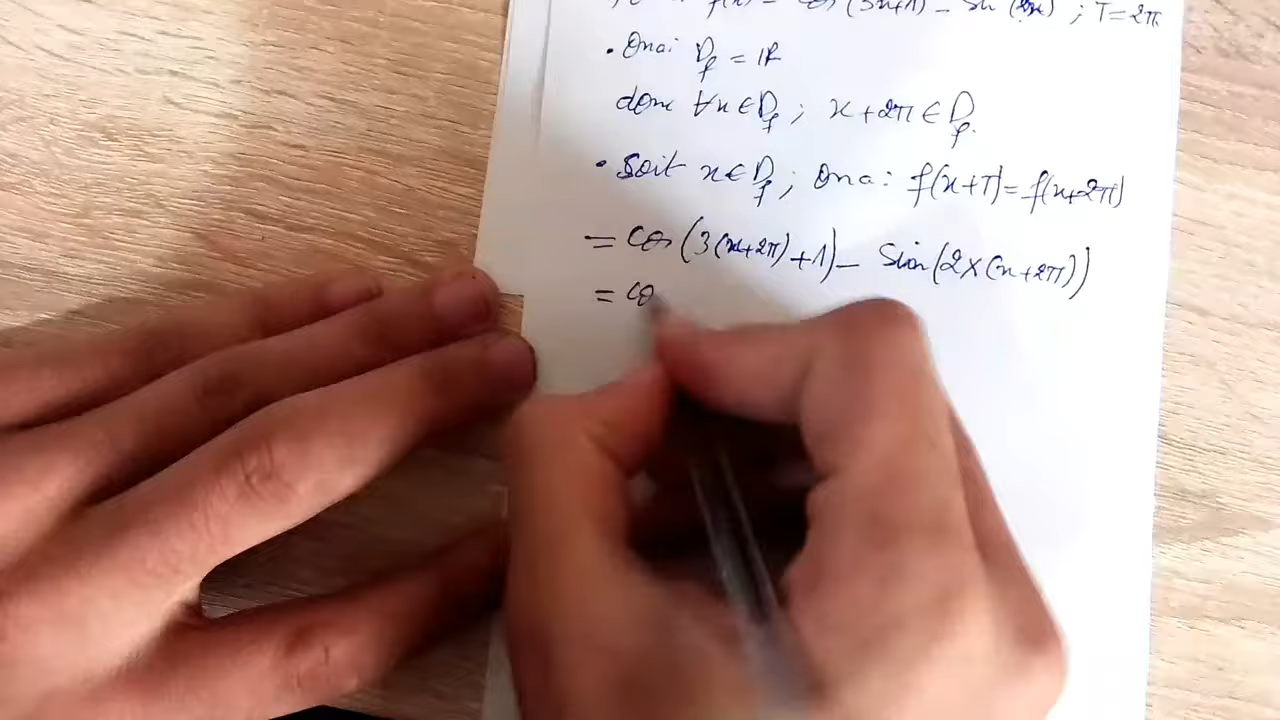 f(x) = cos(3x+1) - sin(2x) ; T=2π
• On a: D_f = ℝ
donc ∀x ∈ D_f ; x+2π ∈ D_f.
• Soit x ∈ D_f ; On a : f(x+T) = f(x+2π)
= cos(3(x+2π)+1) - sin(2×(x+2π))
= co